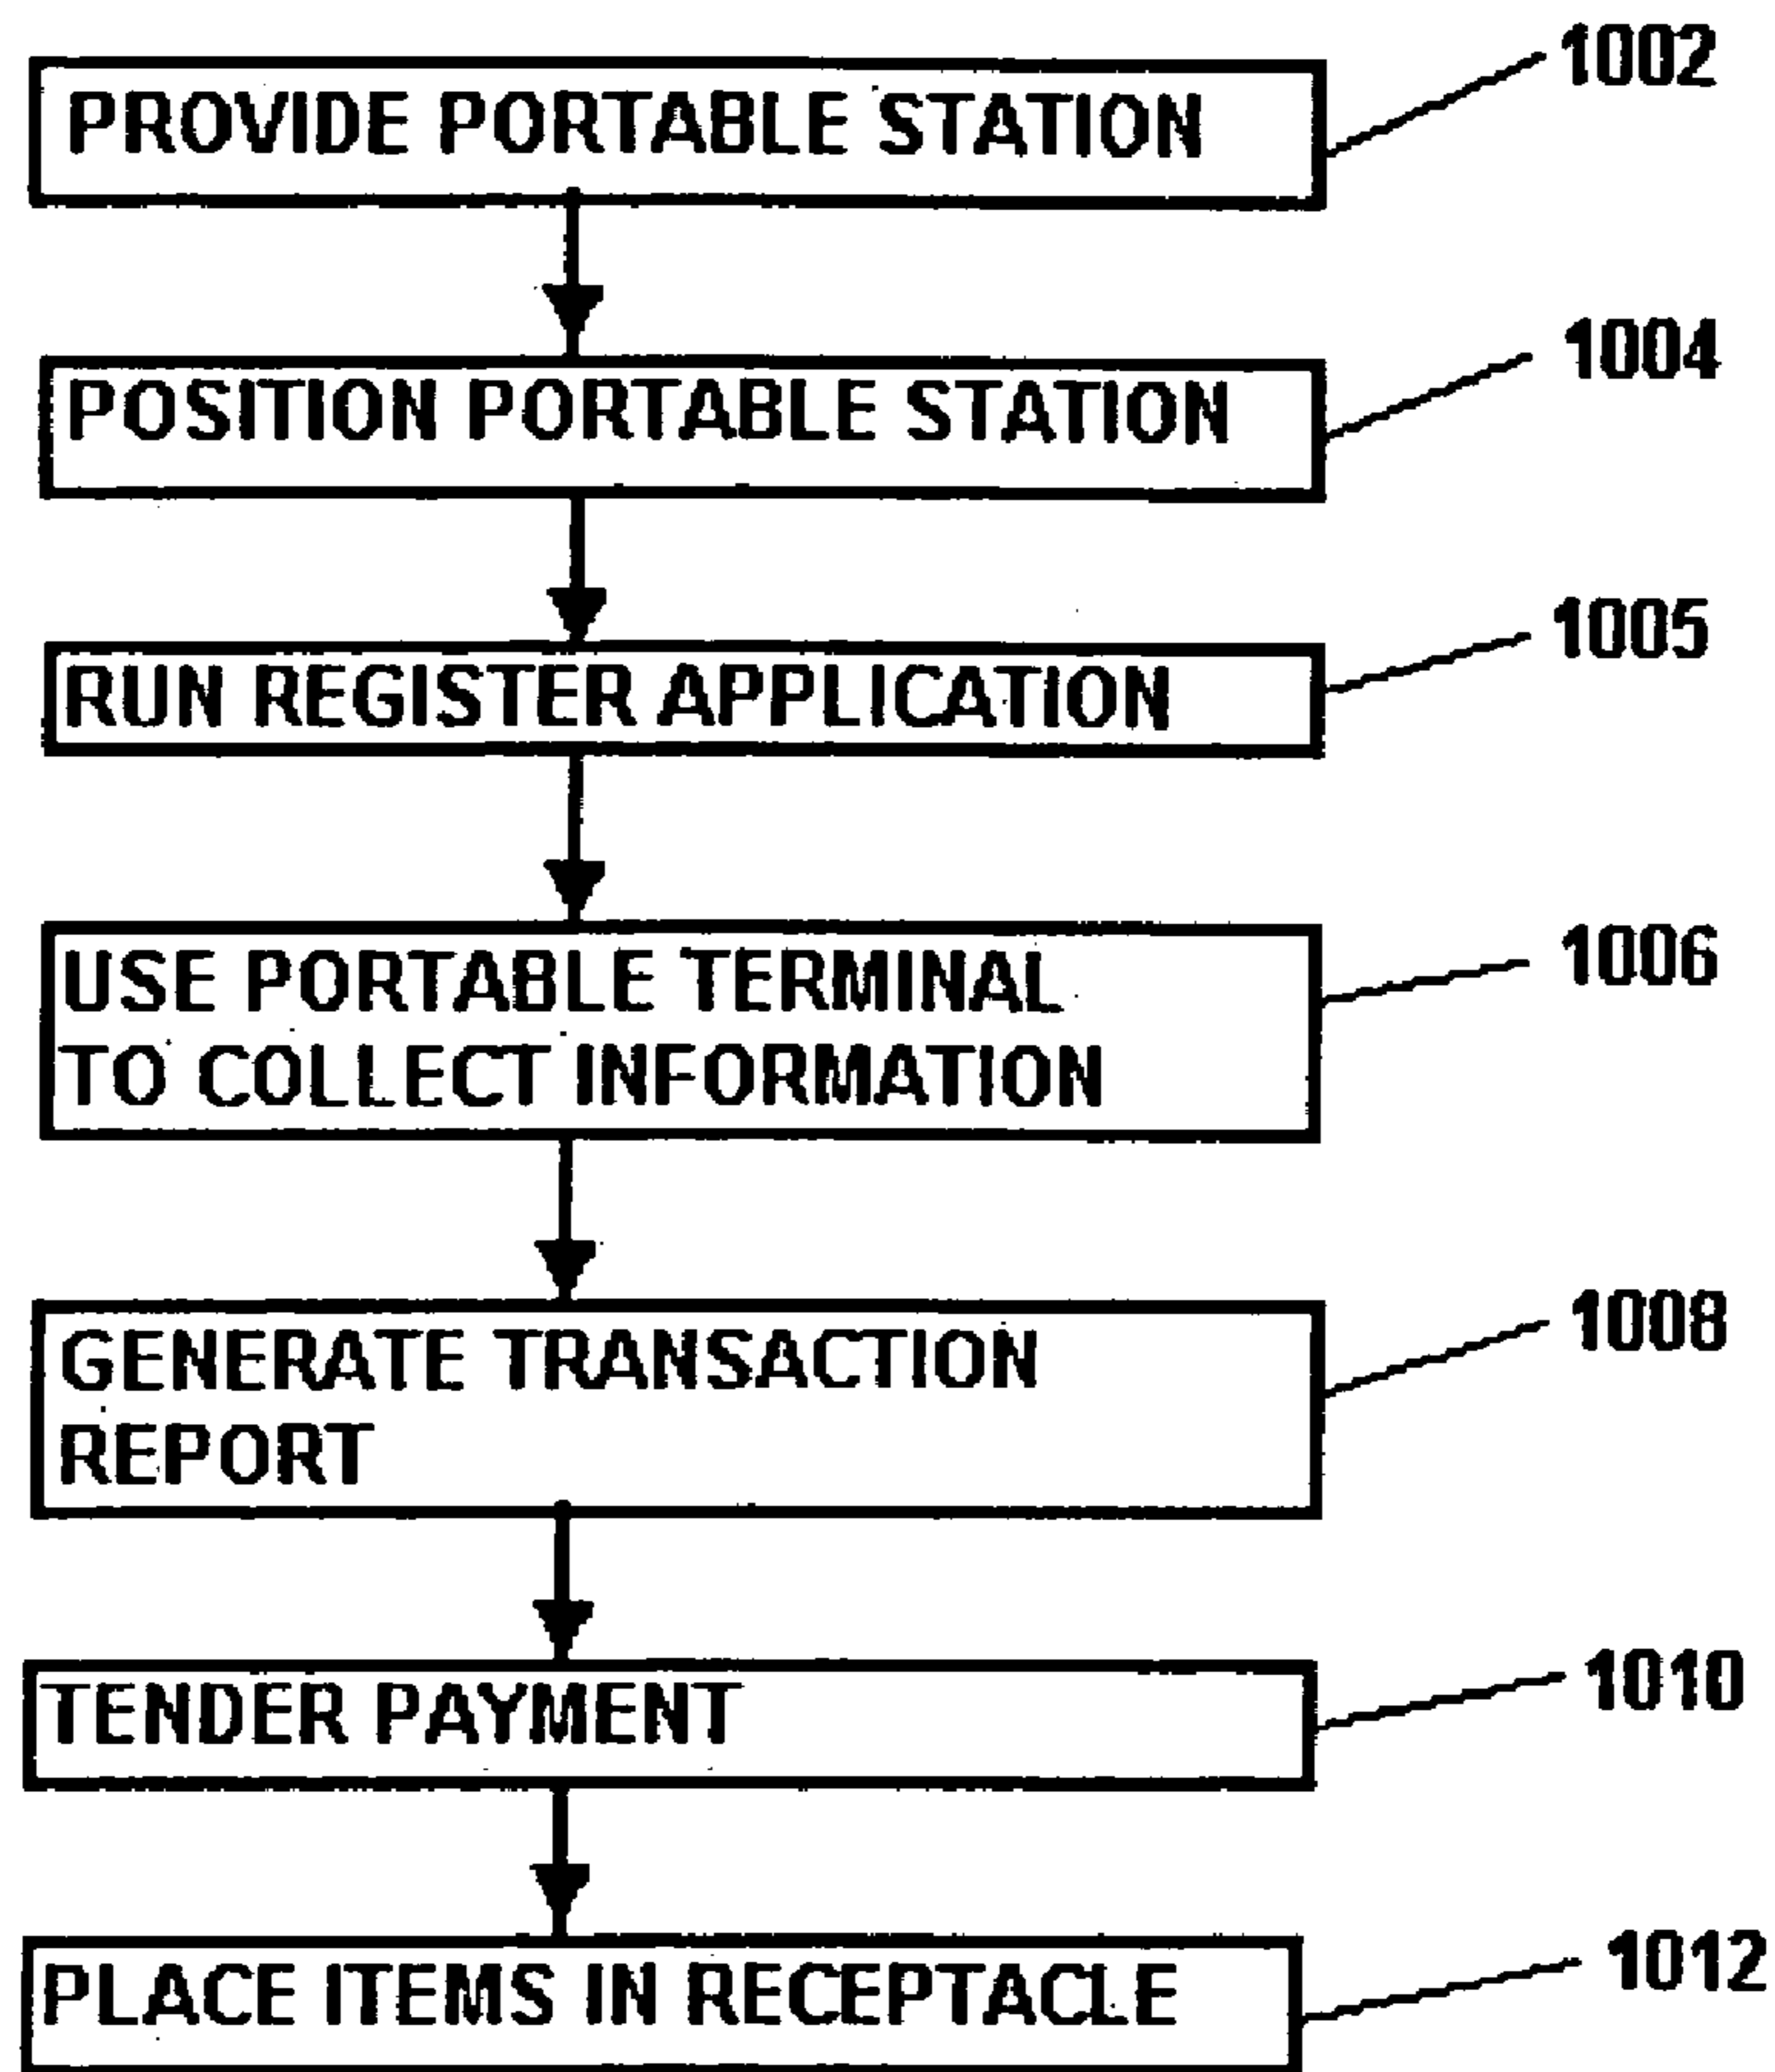 PROVIDE PORTABLE STATION
1002
POSITION PORTABLE STATION
1004
RUN REGISTER APPLICATION
1005
USE PORTABLE TERMINAL
TO COLLECT INFORMATION
1006
GENERATE TRANSACTION
REPORT
1008
TENDER PAYMENT
1010
PLACE ITEMS IN RECEPTACLE
1012